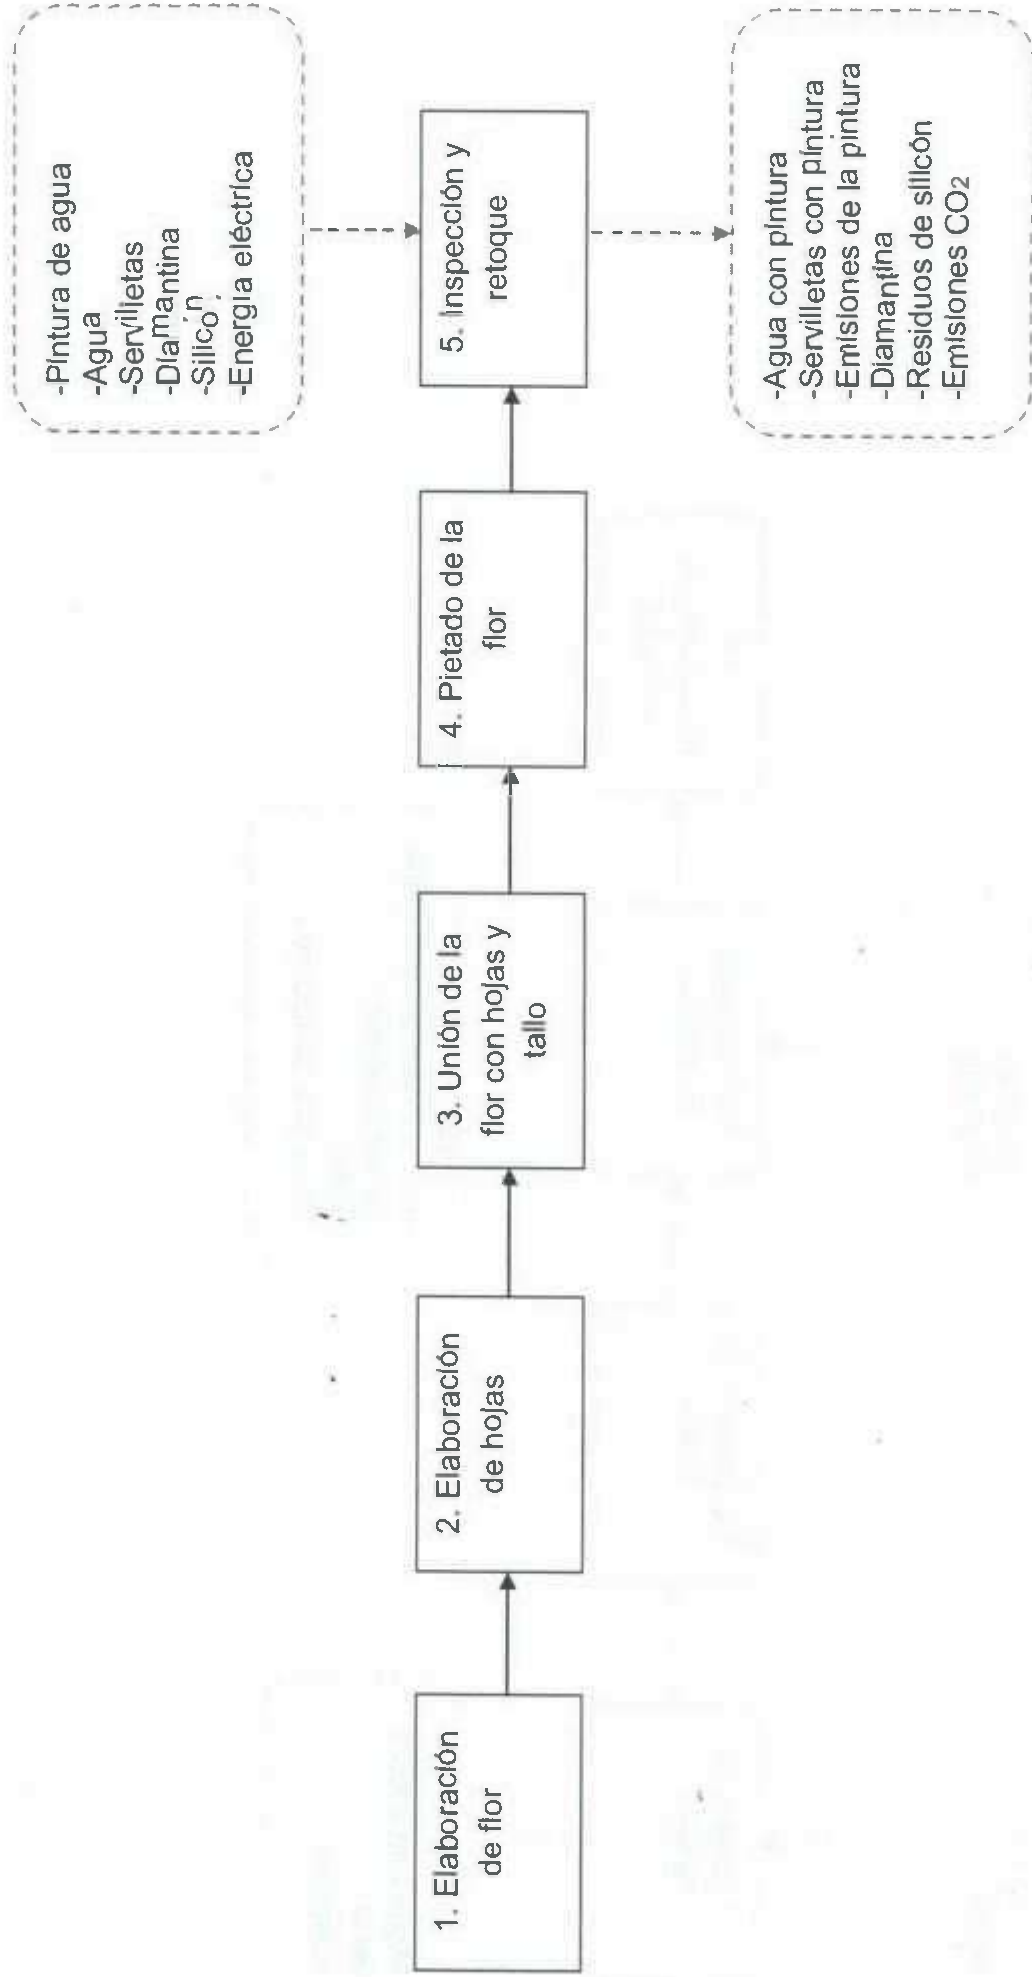 1. Elaboración
de flor
2. Elaboración
de hojas
3. Unión de la
flor con hojas y
tallo
4. Pietado de la
flor
5. Inspección y
retoque
-Pintura de agua
-Agua
-Servilletas
-Diamantina
-Silicón
-Energía eléctrica
-Agua con pintura
-Servilletas con pintura
-Emisiones de la pintura
-Diamantina
-Residuos de silicón
-Emisiones CO₂